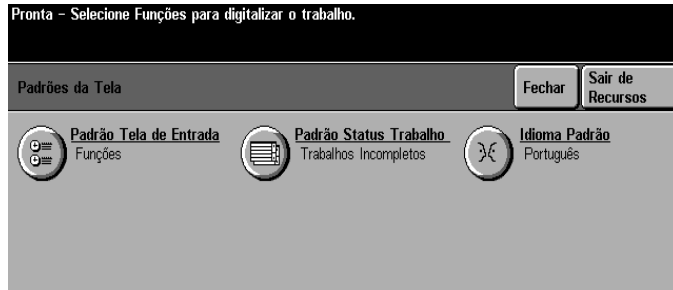 Pronta - Selecione Funções para digitalizar o trabalho.
Padrões da Tela
Fechar
Sair de
Recursos
Padrão Tela de Entrada
Funções
Padrão Status Trabalho
Trabalhos Incompletos
Idioma Padrão
Português